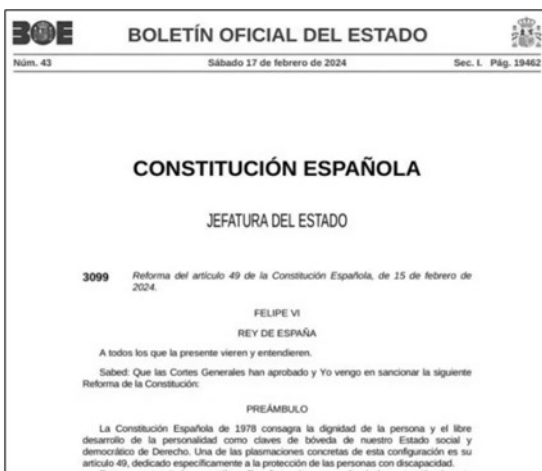 BOE BOLETÍN OFICIAL DEL ESTADO
Núm. 43 Sábado 17 de febrero de 2024 Sec. I. Pág. 19462
CONSTITUCIÓN ESPAÑOLA
JEFATURA DEL ESTADO
3099 Reforma del artículo 49 de la Constitución Española, de 15 de febrero de
2024.
FELIPE VI
REY DE ESPAÑA
A todos los que la presente vieren y entendieren.
Sabed: Que las Cortes Generales han aprobado y Yo vengo en sancionar la siguiente
Reforma de la Constitución:
PREÁMBULO
La Constitución Española de 1978 consagra la dignidad de la persona y el libre
desarrollo de la personalidad como claves de bóveda de nuestro Estado social y
democrático de Derecho. Una de las plasmaciones concretas de esta configuración es su
artículo 49, dedicado específicamente a la protección de las personas con discapacidad.